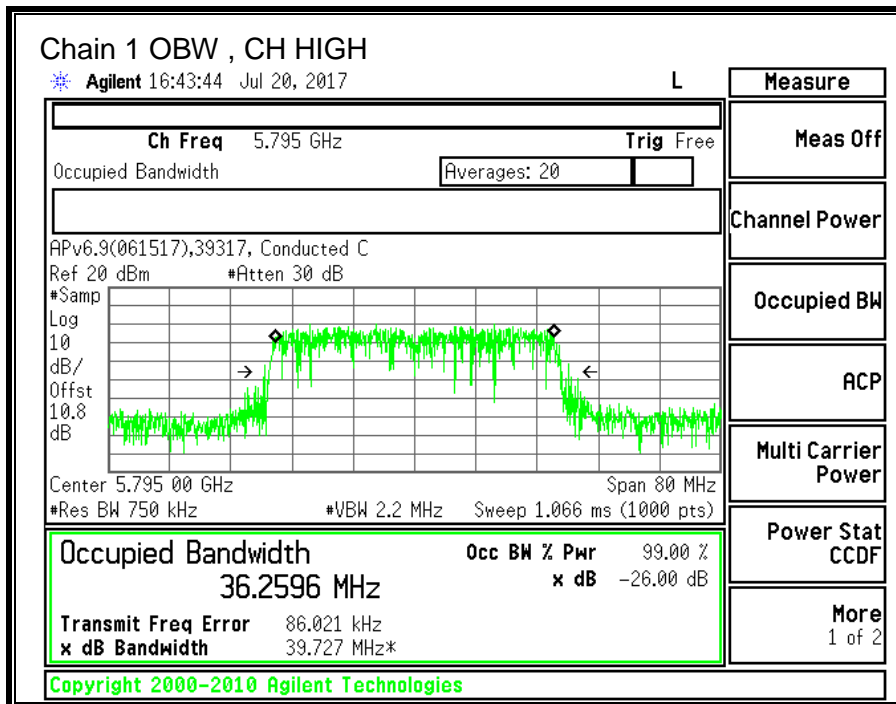 Chain 1 OBW , CH HIGH
Agilent 16:43:44 Jul 20, 2017 L
Measure
Ch Freq 5.795 GHz Trig Free
Occupied Bandwidth Averages: 20
APv6.9(061517),39317, Conducted C
Ref 20 dBm #Atten 30 dB
#Samp
Log
10
dB/
Offst
10.8
dB
Center 5.795 00 GHz Span 80 MHz
#Res BW 750 kHz #VBW 2.2 MHz Sweep 1.066 ms (1000 pts)
Occupied Bandwidth
36.2596 MHz
Occ BW % Pwr 99.00 %
x dB -26.00 dB
Transmit Freq Error 86.021 kHz
x dB Bandwidth 39.727 MHz*
Copyright 2000-2010 Agilent Technologies
Meas Off
Channel Power
Occupied BW
ACP
Multi Carrier
Power
Power Stat
CCDF
More
1 of 2